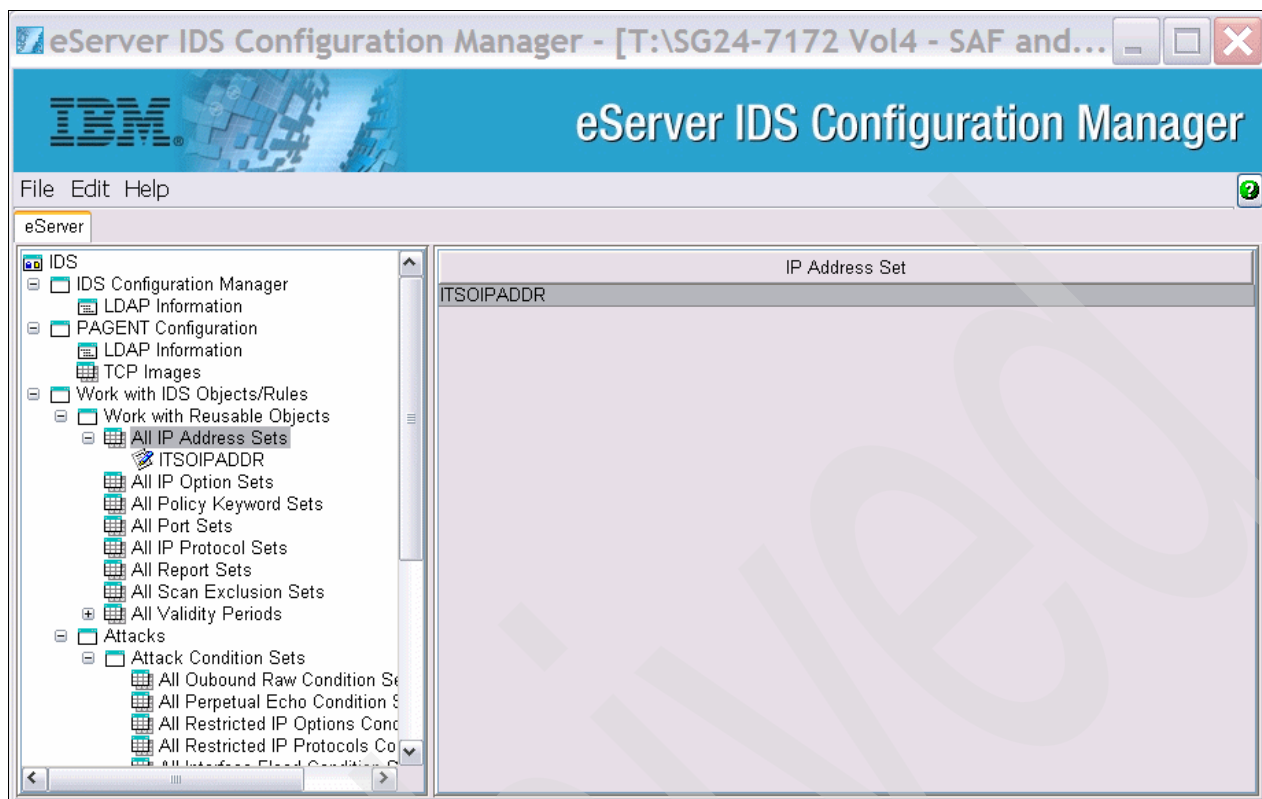 eServer IDS Configuration Manager - [T:\SG24-7172 Vol4 - SAF and...
IBM
eServer IDS Configuration Manager
File Edit Help
eServer
IDS
IDS Configuration Manager
LDAP Information
PAGENT Configuration
LDAP Information
TCP Images
Work with IDS Objects/Rules
Work with Reusable Objects
All IP Address Sets
ITSOIPADDR
All IP Option Sets
All Policy Keyword Sets
All Port Sets
All IP Protocol Sets
All Report Sets
All Scan Exclusion Sets
All Validity Periods
Attacks
Attack Condition Sets
All Oubound Raw Condition Se
All Perpetual Echo Condition S
All Restricted IP Options Cond
All Restricted IP Protocols Co
IP Address Set
ITSOIPADDR